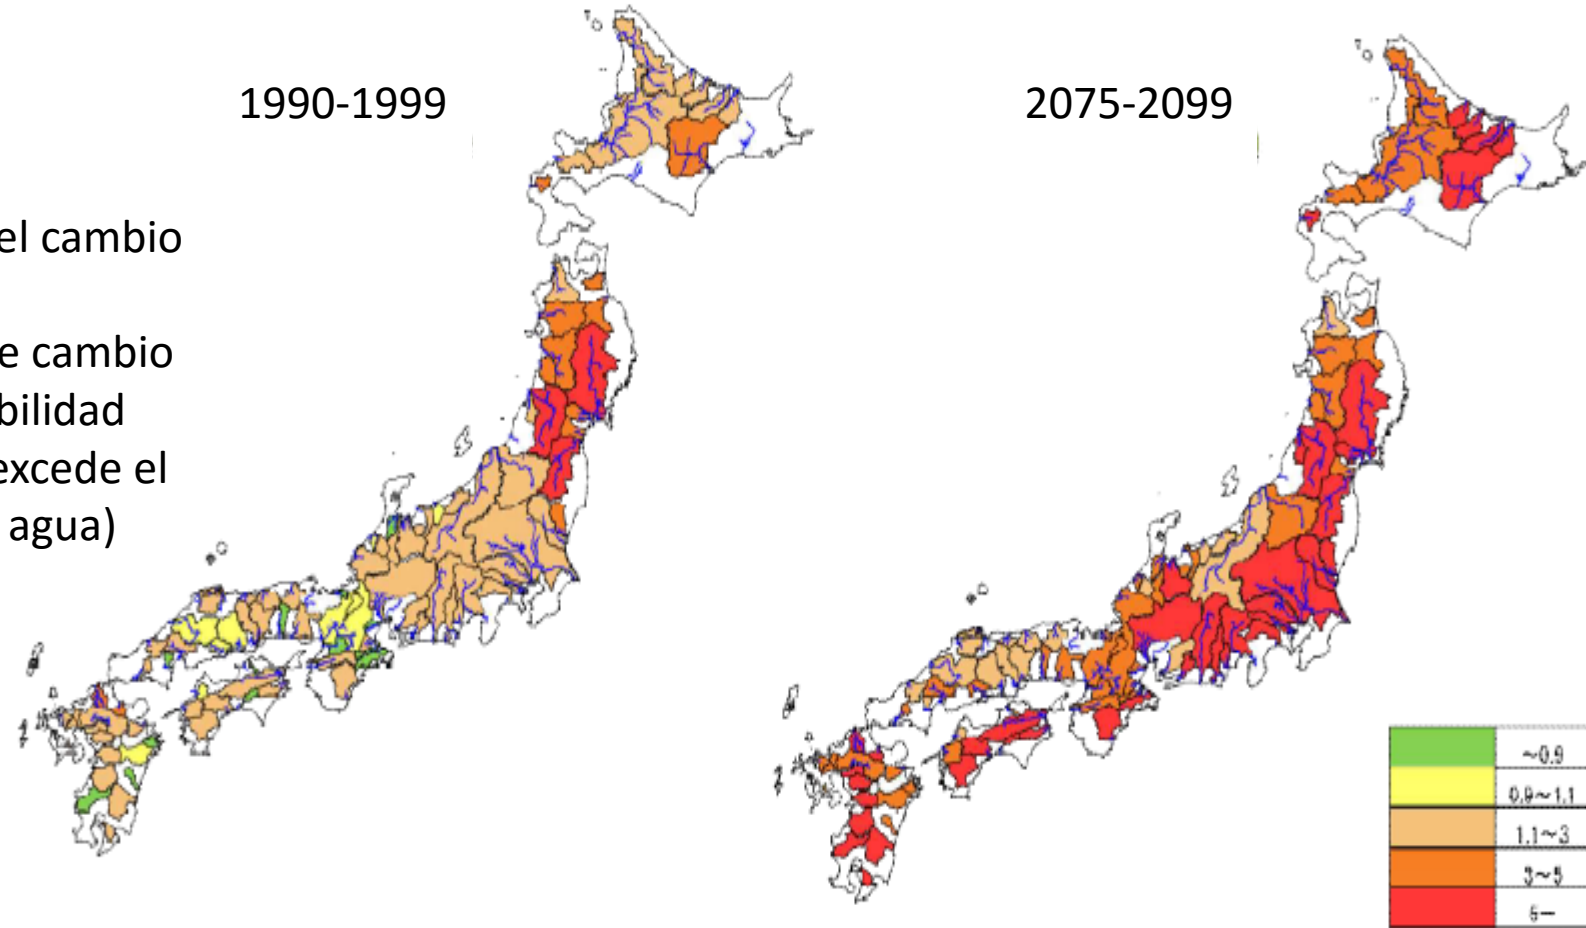 1990-1999
2075-2099
el cambio
e cambio
bilidad
excede el
agua)
~0.9
0.9~1.1
1.1~3
3~5
5—